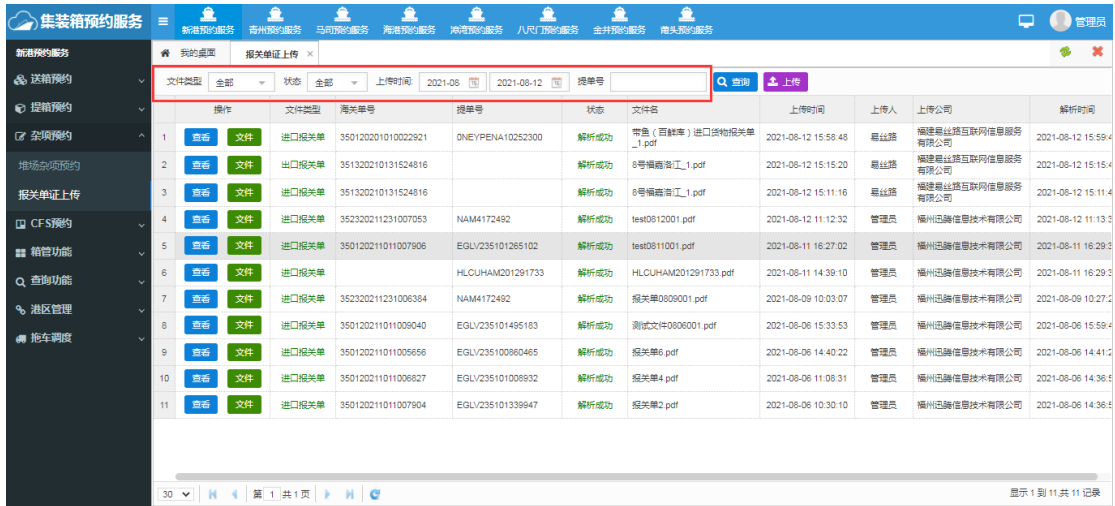 集装箱预约服务
新港预约服务 青州预约服务 马司预约服务 海港预约服务 漳湾预约服务 八尺门预约服务 金井预约服务 莆头预约服务
管理员
新港预约服务
我的桌面 报关单证上传 ×
送箱预约
提箱预约
杂项预约
堆场杂项预约
报关单证上传
CFS预约
箱管功能
查询功能
港区管理
拖车调度
文件类型 全部 状态 全部 上传时间: 2021-08 2021-08-12 提单号 查询 上传
操作 文件类型 海关单号 提单号 状态 文件名 上传时间 上传人 上传公司 解析时间
1 查看 文件 进口报关单 350120201010022921 0NEYPENA10252300 解析成功 带鱼(百鲜库)进口货物报关单_1.pdf 2021-08-12 15:58:48 易丝路 福建易丝路互联网信息服务有限公司 2021-08-12 15:59:4
2 查看 文件 出口报关单 351320210131524816 解析成功 8号福嘉洛江_1.pdf 2021-08-12 15:15:20 易丝路 福建易丝路互联网信息服务有限公司 2021-08-12 15:15:4
3 查看 文件 进口报关单 351320210131524816 解析成功 8号福嘉洛江_1.pdf 2021-08-12 15:11:16 易丝路 福建易丝路互联网信息服务有限公司 2021-08-12 15:11:4
4 查看 文件 进口报关单 352320211231007053 NAM4172492 解析成功 test0812001.pdf 2021-08-12 11:12:32 管理员 福州迅腾信息技术有限公司 2021-08-12 11:13:3
5 查看 文件 进口报关单 350120211011007906 EGLV235101265102 解析成功 test0811001.pdf 2021-08-11 16:27:02 管理员 福州迅腾信息技术有限公司 2021-08-11 16:29:3
6 查看 文件 进口报关单 HLCUHAM201291733 解析成功 HLCUHAM201291733.pdf 2021-08-11 14:39:10 管理员 福州迅腾信息技术有限公司 2021-08-11 16:29:3
7 查看 文件 进口报关单 352320211231006384 NAM4172492 解析成功 报关单0809001.pdf 2021-08-09 10:03:07 管理员 福州迅腾信息技术有限公司 2021-08-09 10:27:2
8 查看 文件 进口报关单 350120211011009040 EGLV235101495183 解析成功 测试文件0806001.pdf 2021-08-06 15:33:53 管理员 福州迅腾信息技术有限公司 2021-08-06 15:59:4
9 查看 文件 进口报关单 350120211011005656 EGLV235100860465 解析成功 报关单6.pdf 2021-08-06 14:40:22 管理员 福州迅腾信息技术有限公司 2021-08-06 14:41:2
10 查看 文件 进口报关单 350120211011006827 EGLV235101008932 解析成功 报关单4.pdf 2021-08-06 11:08:31 管理员 福州迅腾信息技术有限公司 2021-08-06 14:36:5
11 查看 文件 进口报关单 350120211011007904 EGLV235101339947 解析成功 报关单2.pdf 2021-08-06 10:30:10 管理员 福州迅腾信息技术有限公司 2021-08-06 14:36:5
30 第 1 共1页 显示 1 到 11,共 11 记录